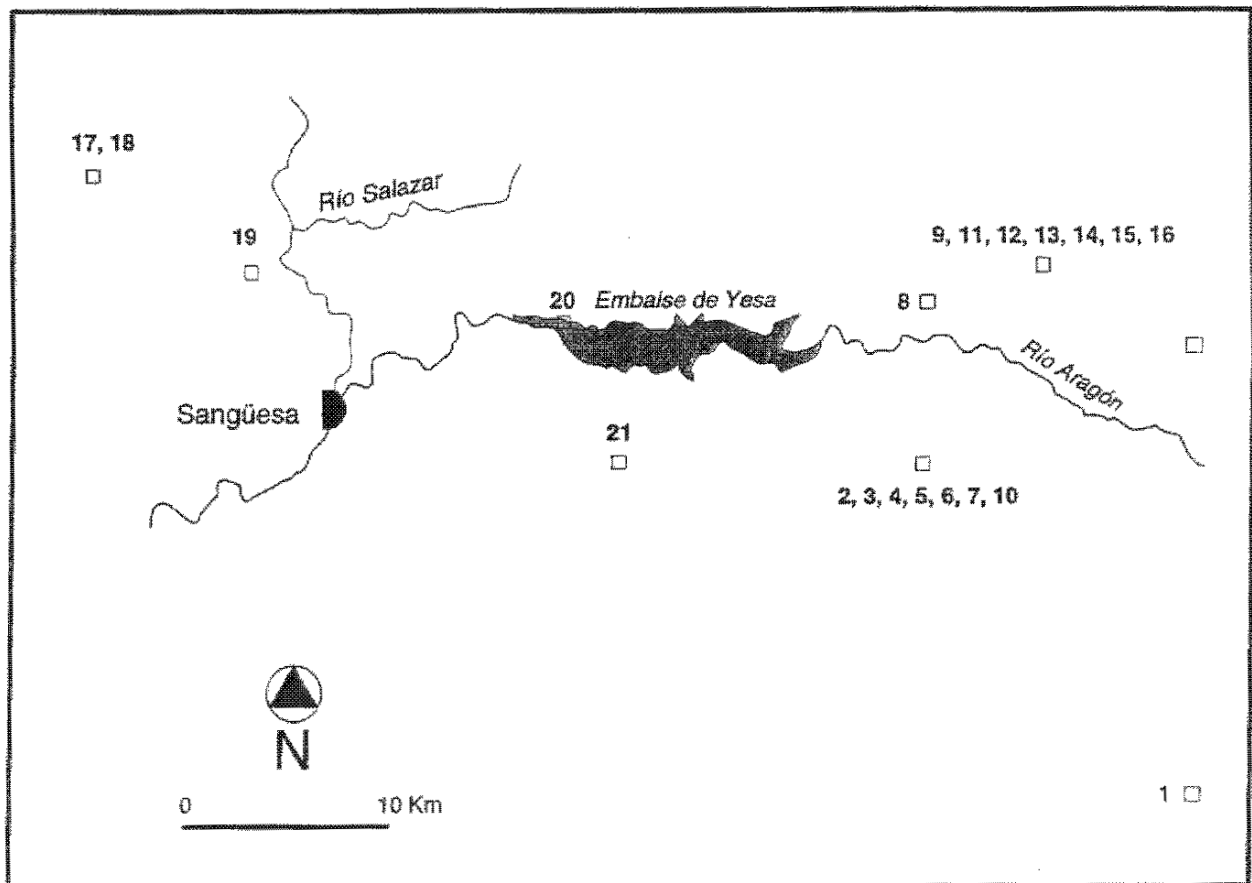 17, 18
Río Salazar
19
9, 11, 12, 13, 14, 15, 16
20
Embalse de Yesa
8
Río Aragón
Sangüesa
21
2, 3, 4, 5, 6, 7, 10
N
0
10 Km
1